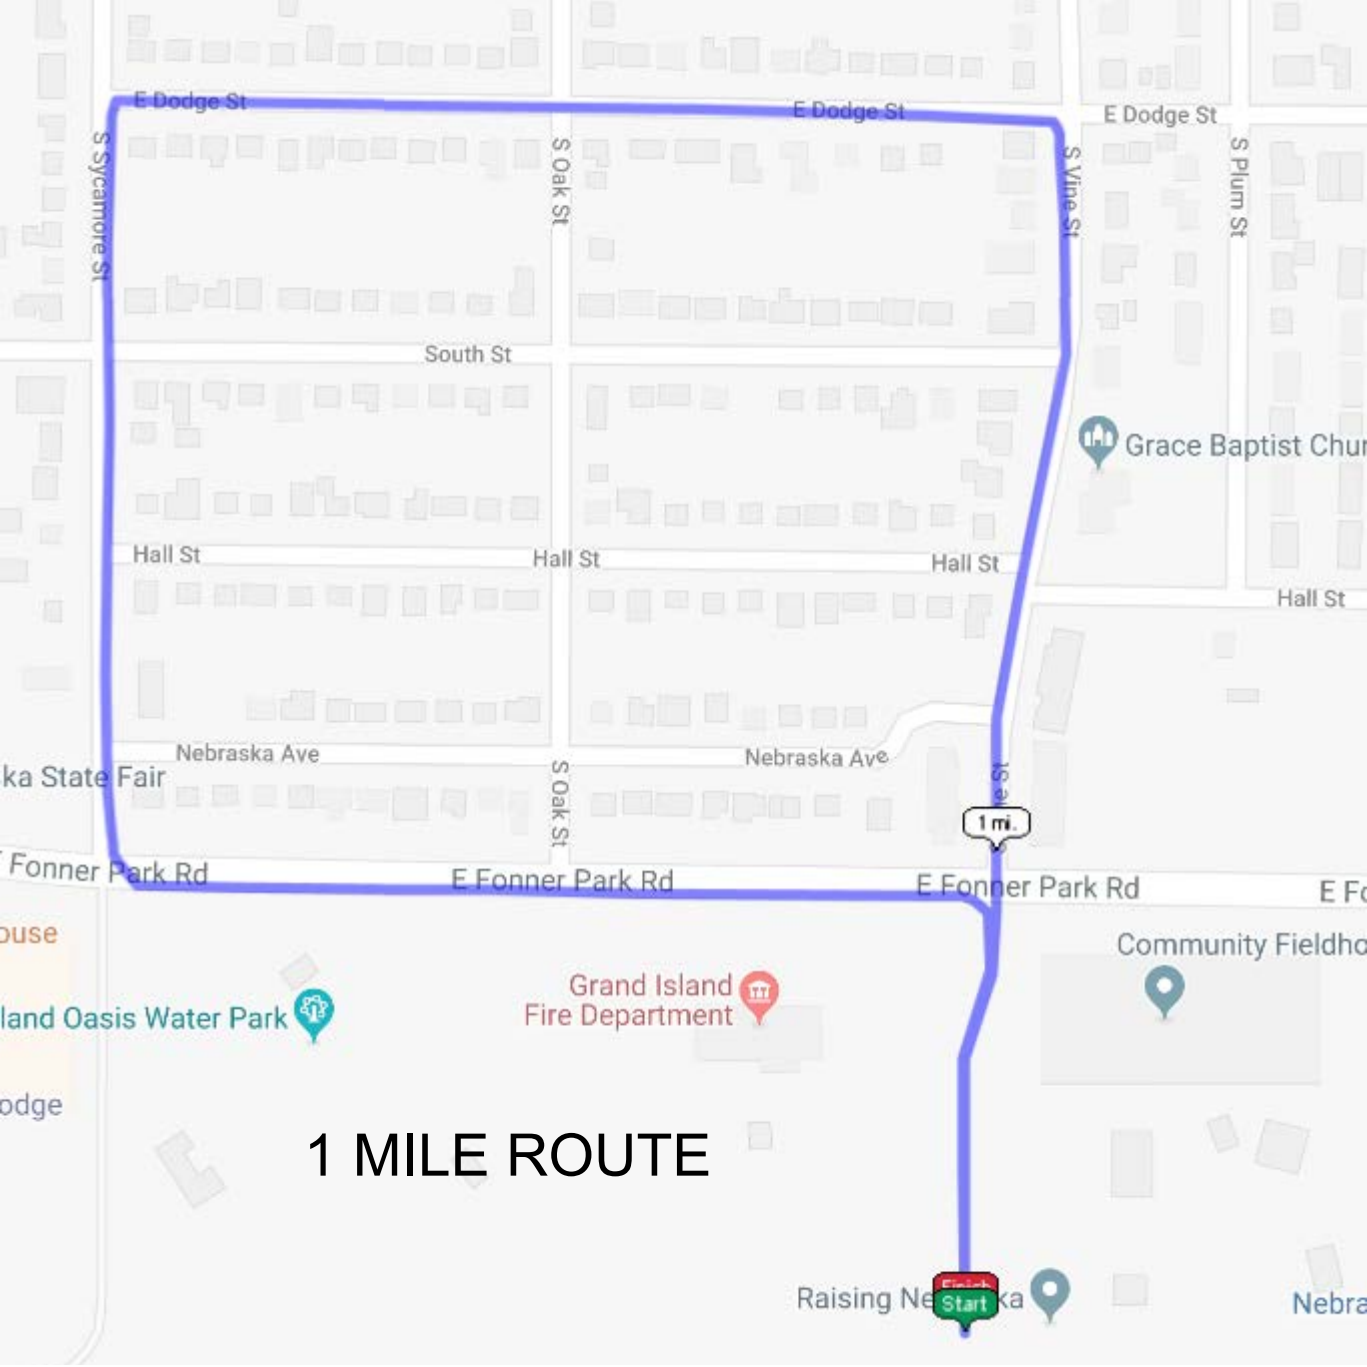 E Dodge St
E Dodge St
E Dodge St
S Sycamore St
S Oak St
S Vine St
S Plum St
South St
Grace Baptist Chur
Hall St
Hall St
Hall St
Hall St
Nebraska Ave
Nebraska Ave
ka State Fair
S Oak St
1 mi.
Fonner Park Rd
E Fonner Park Rd
E Fonner Park Rd
E Fo
ouse
Community Fieldho
Grand Island
Fire Department
land Oasis Water Park
odge
1 MILE ROUTE
Finish
Raising Ne ka
Start
Nebra